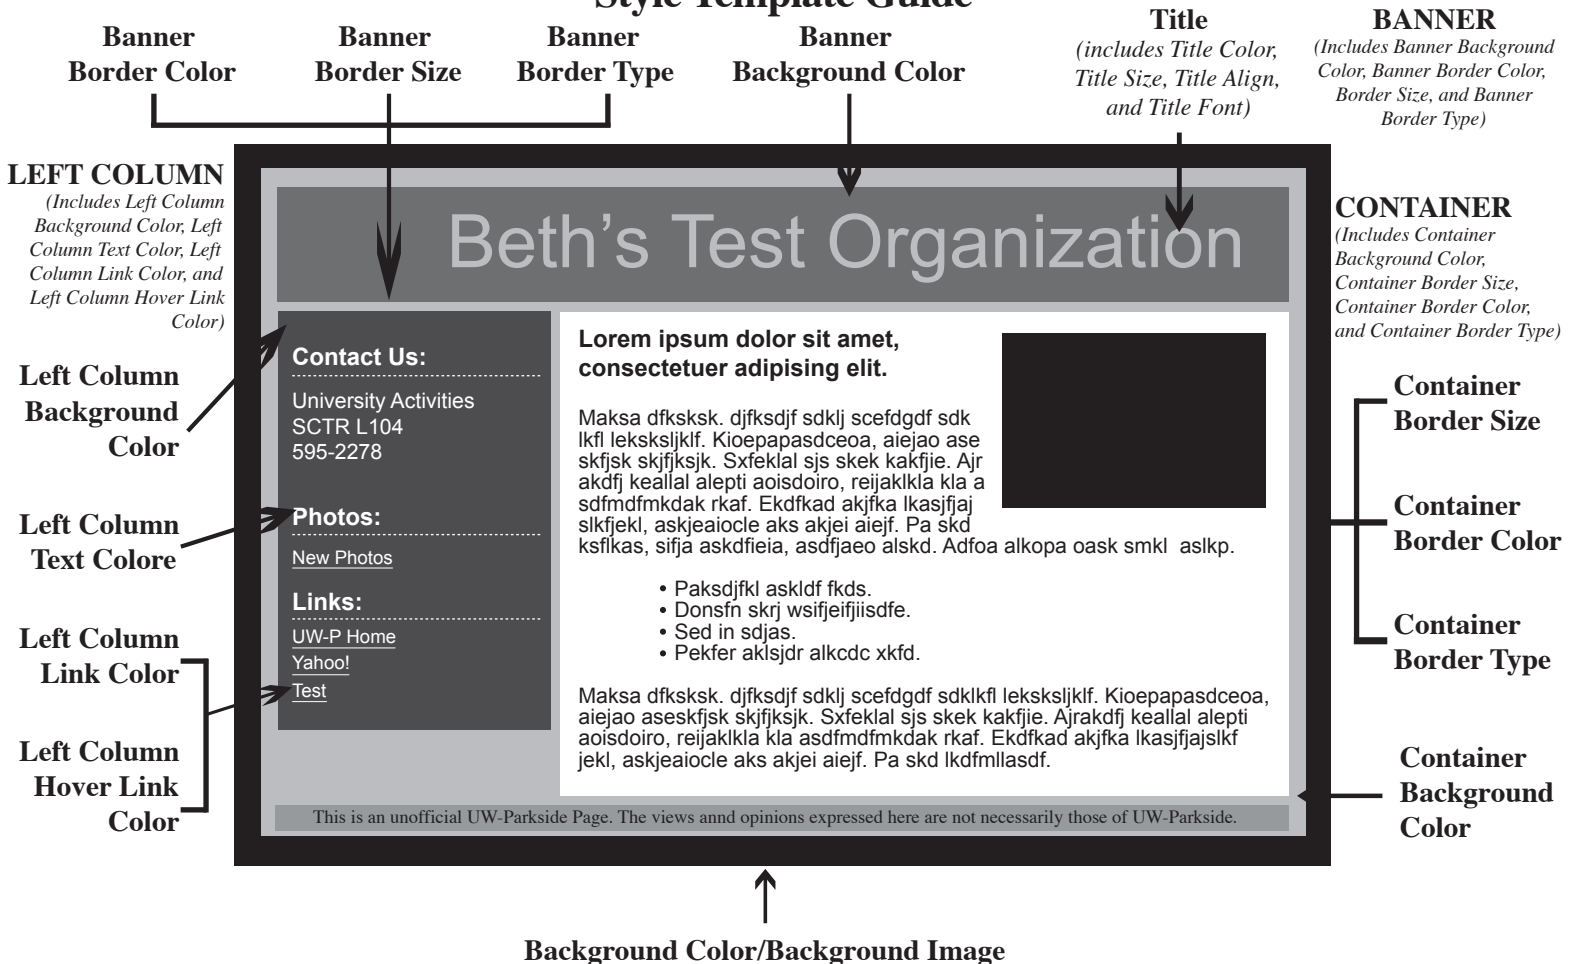 Style Template Guide
Banner
Border Color
Banner
Border Size
Banner
Border Type
Banner
Background Color
Title
(includes Title Color,
Title Size, Title Align,
and Title Font)
BANNER
(Includes Banner Background
Color, Banner Border Color,
Border Size, and Banner
Border Type)
LEFT COLUMN
(Includes Left Column
Background Color, Left
Column Text Color, Left
Column Link Color, and
Left Column Hover Link
Color)
Left Column
Background
Color
Left Column
Text Colore
Left Column
Link Color
Left Column
Hover Link
Color
Beth's Test Organization
Contact Us:
University Activities
SCTR L104
595-2278
Photos:
New Photos
Links:
UW-P Home
Yahoo!
Test
Lorem ipsum dolor sit amet,
consectetuer adipising elit.
Maksa dfksksk. djfksdjf sdklj scefdgdf sdk
lkfl leksksljklf. Kioepapasdceoa, aiejao ase
skfjsk skjfjksjk. Sxfeklal sjs skek kakfjie. Ajr
akdfj keallal alepti aoisdoiro, reijaklkla kla a
sdfmdfmkdak rkaf. Ekdfkad akjfka lkasjfjaj
slkfjekl, askjeaiocle aks akjei aiejf. Pa skd
ksflkas, sifja askdfieia, asdfjaeo alskd. Adfoa alkopa oask smkl  aslkp.
• Paksdjfkl askldf fkds.
• Donsfn skrj wsifjeifjiisdfe.
• Sed in sdjas.
• Pekfer aklsjdr alkcdc xkfd.
Maksa dfksksk. djfksdjf sdklj scefdgdf sdklkfl leksksljklf. Kioepapasdceoa,
aiejao aseskfjsk skjfjksjk. Sxfeklal sjs skek kakfjie. Ajrakdfj keallal alepti
aoisdoiro, reijaklkla kla asdfmdfmkdak rkaf. Ekdfkad akjfka lkasjfjajslkf
jekl, askjeaiocle aks akjei aiejf. Pa skd lkdfmllasdf.
This is an unofficial UW-Parkside Page. The views annd opinions expressed here are not necessarily those of UW-Parkside.
CONTAINER
(Includes Container
Background Color,
Container Border Size,
Container Border Color,
and Container Border Type)
Container
Border Size
Container
Border Color
Container
Border Type
Container
Background
Color
Background Color/Background Image